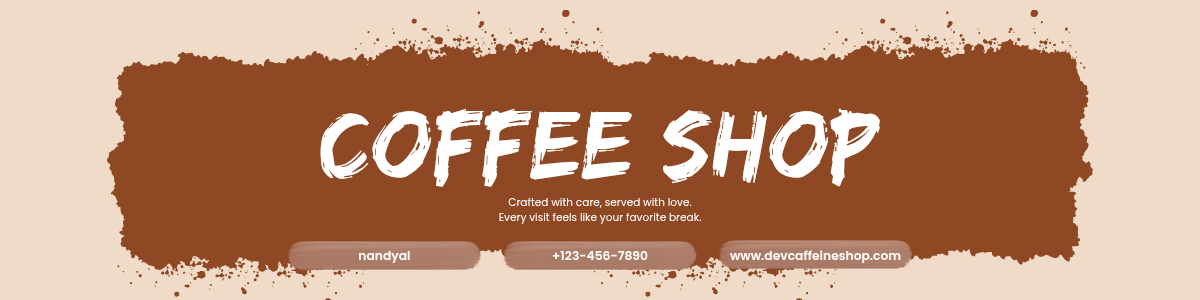 COFFEE SHOP
Crafted with care, served with love.
Every visit feels like your favorite break.
nandyal
+123-456-7890
www.devcaffeineshop.com